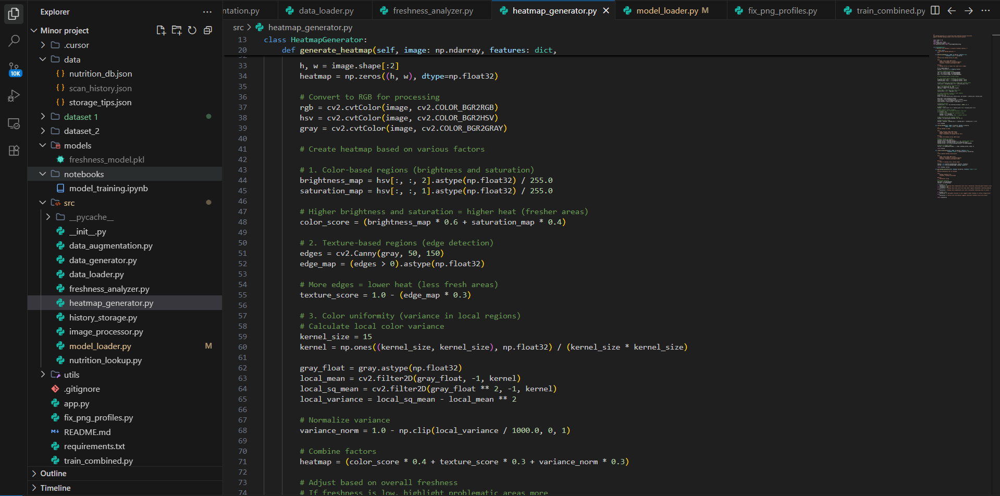 Explorer
Minor project
.cursor
data
nutrition_db.json
scan_history.json
storage_tips.json
dataset 1
dataset_2
models
freshness_model.pkl
notebooks
model_training.ipynb
src
__pycache__
__init__.py
data_augmentation.py
data_generator.py
data_loader.py
freshness_analyzer.py
heatmap_generator.py
history_storage.py
image_processor.py
model_loader.py M
nutrition_lookup.py
utils
.gitignore
app.py
fix_png_profiles.py
README.md
requirements.txt
train_combined.py
Outline
Timeline
10K
ntation.py data_loader.py freshness_analyzer.py heatmap_generator.py model_loader.py M fix_png_profiles.py train_combined.py
src > heatmap_generator.py
13 class HeatmapGenerator:
20 def generate_heatmap(self, image: np.ndarray, features: dict,
33 h, w = image.shape[:2]
34 heatmap = np.zeros((h, w), dtype=np.float32)
35
36 # Convert to RGB for processing
37 rgb = cv2.cvtColor(image, cv2.COLOR_BGR2RGB)
38 hsv = cv2.cvtColor(image, cv2.COLOR_BGR2HSV)
39 gray = cv2.cvtColor(image, cv2.COLOR_BGR2GRAY)
40
41 # Create heatmap based on various factors
42
43 # 1. Color-based regions (brightness and saturation)
44 brightness_map = hsv[:, :, 2].astype(np.float32) / 255.0
45 saturation_map = hsv[:, :, 1].astype(np.float32) / 255.0
46
47 # Higher brightness and saturation = higher heat (fresher areas)
48 color_score = (brightness_map * 0.6 + saturation_map * 0.4)
49
50 # 2. Texture-based regions (edge detection)
51 edges = cv2.Canny(gray, 50, 150)
52 edge_map = (edges > 0).astype(np.float32)
53
54 # More edges = lower heat (less fresh areas)
55 texture_score = 1.0 - (edge_map * 0.3)
56
57 # 3. Color uniformity (variance in local regions)
58 # Calculate local color variance
59 kernel_size = 15
60 kernel = np.ones((kernel_size, kernel_size), np.float32) / (kernel_size * kernel_size)
61
62 gray_float = gray.astype(np.float32)
63 local_mean = cv2.filter2D(gray_float, -1, kernel)
64 local_sq_mean = cv2.filter2D(gray_float ** 2, -1, kernel)
65 local_variance = local_sq_mean - local_mean ** 2
66
67 # Normalize variance
68 variance_norm = 1.0 - np.clip(local_variance / 1000.0, 0, 1)
69
70 # Combine factors
71 heatmap = (color_score * 0.4 + texture_score * 0.3 + variance_norm * 0.3)
72
73 # Adjust based on overall freshness
74 # If freshness is low, highlight problematic areas more